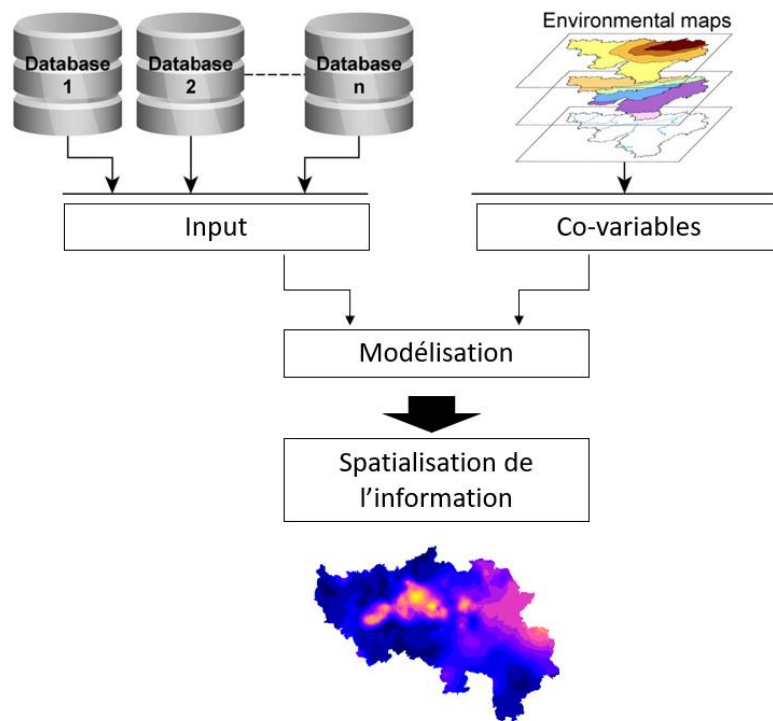 Database
1
Database
2
Database
n
Environmental maps
Input
Co-variables
Modélisation
Spatialisation de
l’information